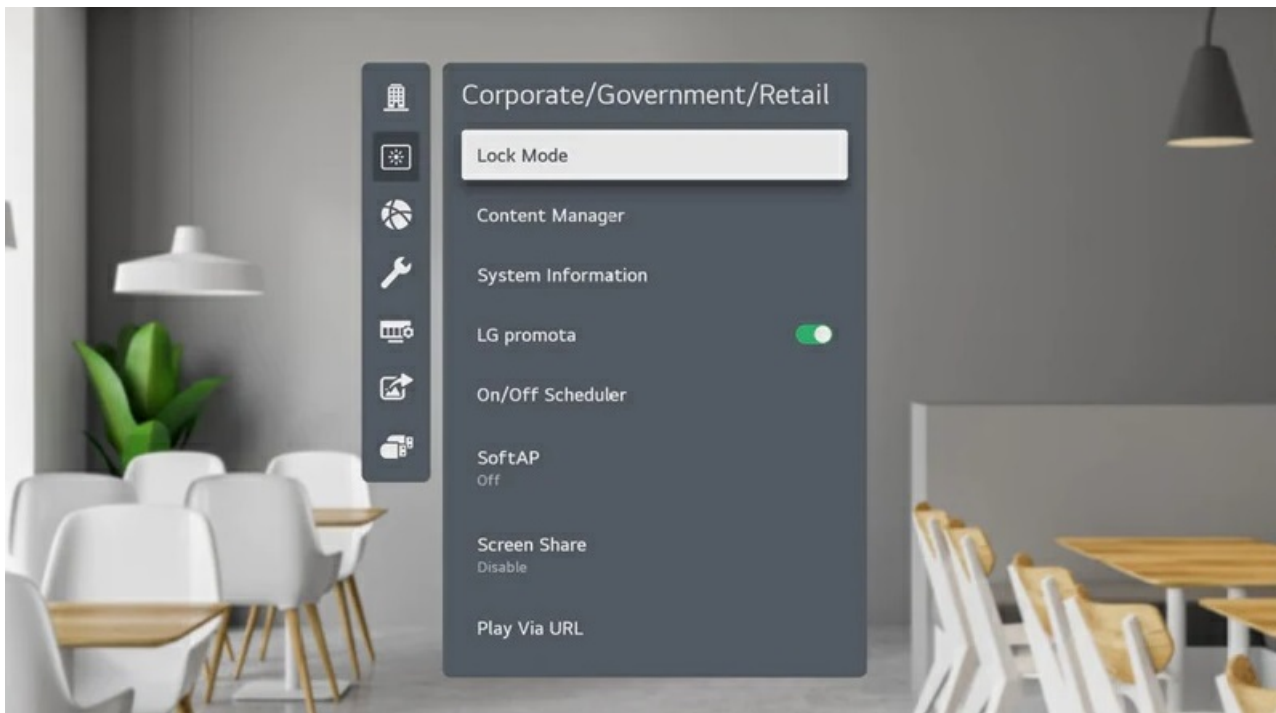 Corporate/Government/Retail
Lock Mode
Content Manager
System Information
LG promota
On/Off Scheduler
SoftAP
Off
Screen Share
Disable
Play Via URL